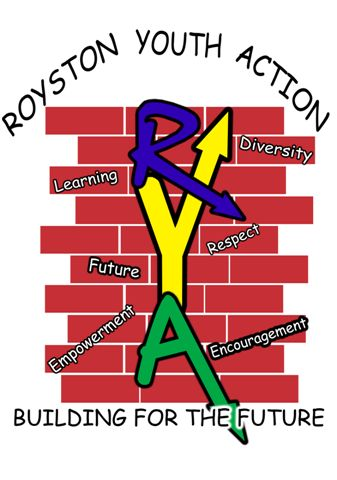 ROYSTON YOUTH ACTION
R
Diversity
Learning
Y
Respect
Future
A
Empowerment
Encouragement
BUILDING FOR THE FUTURE